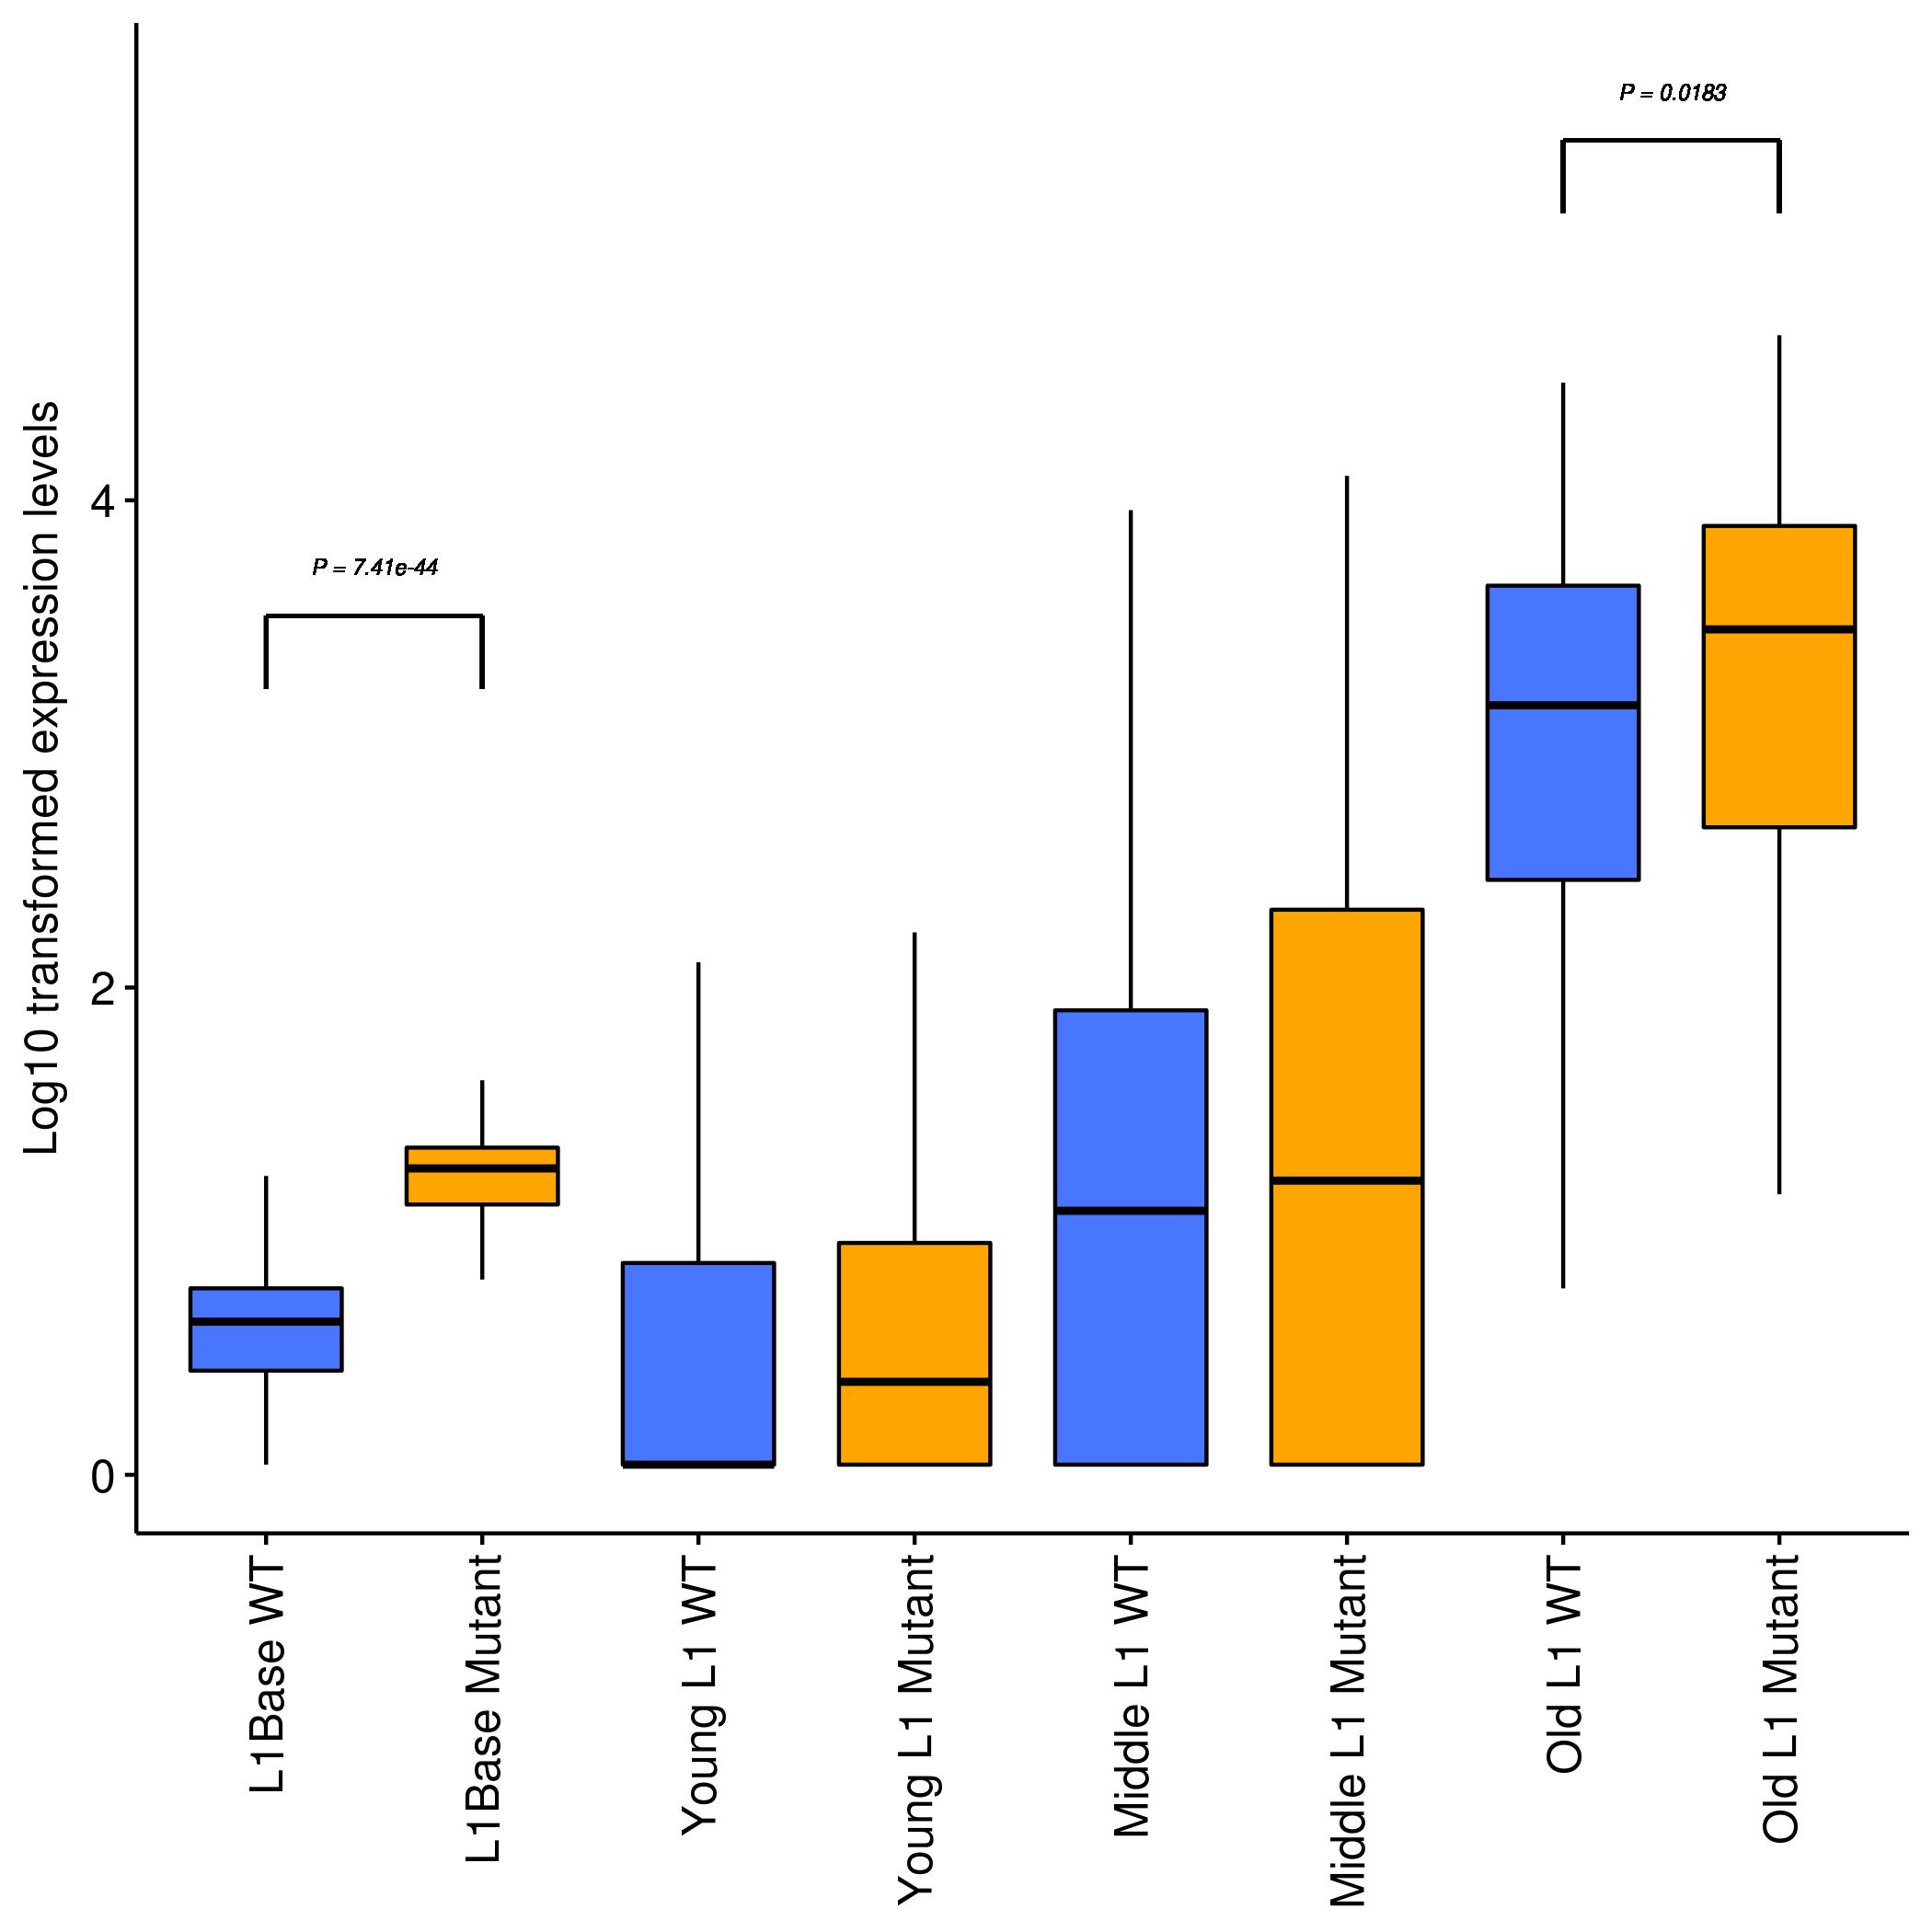 P = 0.0183
P = 7.41e-44
Log10 transformed expression levels
4
2
0
L1Base WT
L1Base Mutant
Young L1 WT
Young L1 Mutant
Middle L1 WT
Middle L1 Mutant
Old L1 WT
Old L1 Mutant